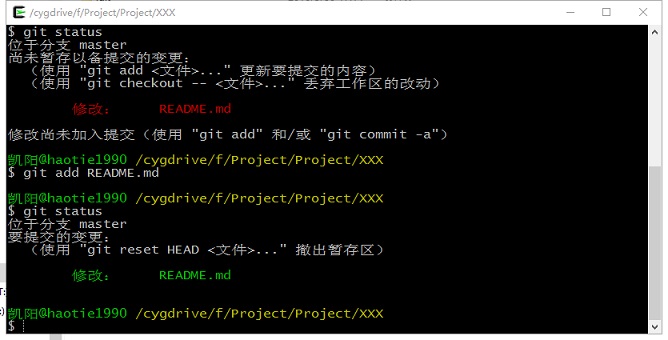 /cygdrive/f/Project/Project/XXX
$ git status
位于分支 master
尚未暂存以备提交的变更：
（使用 "git add <文件>..." 更新要提交的内容）
（使用 "git checkout -- <文件>..." 丢弃工作区的改动）
修改： README.md
修改尚未加入提交（使用 "git add" 和/或 "git commit -a"）
凯阳@haotie1990 /cygdrive/f/Project/Project/XXX
$ git add README.md
凯阳@haotie1990 /cygdrive/f/Project/Project/XXX
$ git status
位于分支 master
要提交的变更：
（使用 "git reset HEAD <文件>..." 撤出暂存区）
修改： README.md
凯阳@haotie1990 /cygdrive/f/Project/Project/XXX
$